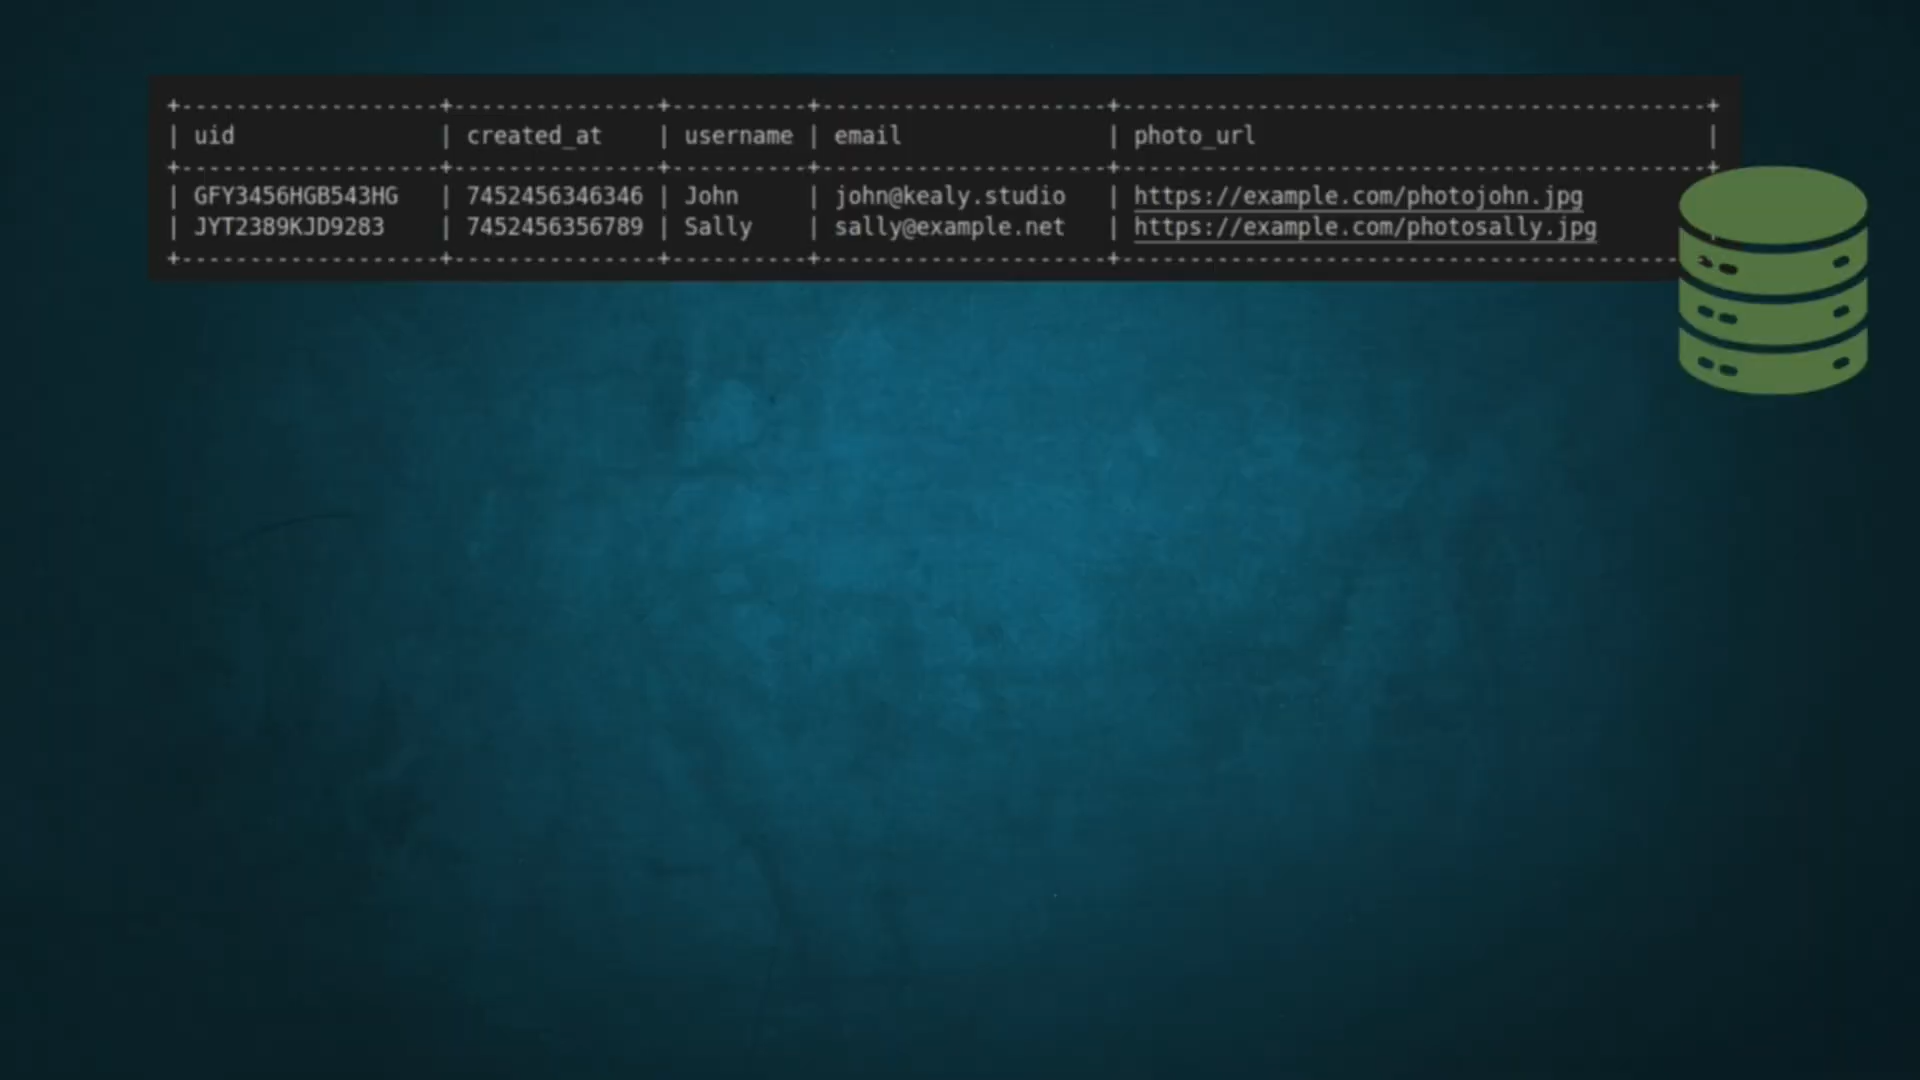 | uid | created_at | username | email | photo_url |
| GFY3456HGB543HG | 7452456346346 | John | john@kealy.studio | https://example.com/photojohn.jpg
| JYT2389KJD9283 | 7452456356789 | Sally | sally@example.net | https://example.com/photosally.jpg